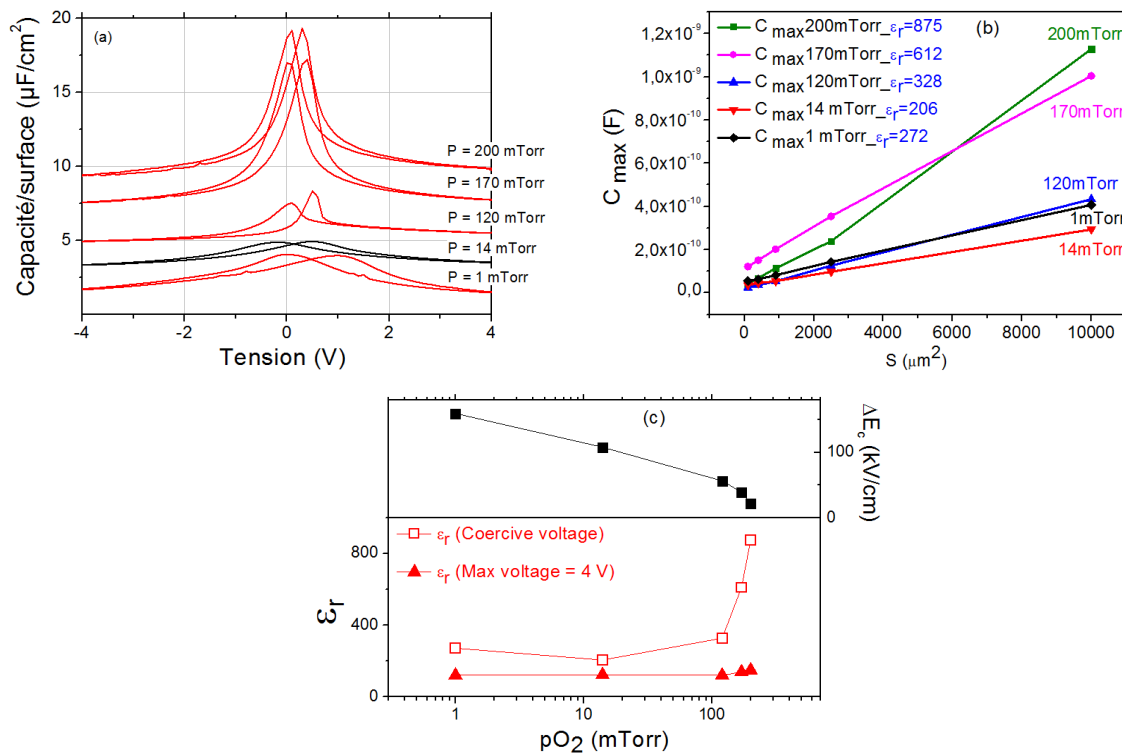 (a)
Capacité/surface (µF/cm²)
20
15
10
5
P = 200 mTorr
P = 170 mTorr
P = 120 mTorr
P = 14 mTorr
P = 1 mTorr
-4 -2 0 2 4
Tension (V)
(b)
C max (F)
1,2x10⁻⁹
1,0x10⁻⁹
8,0x10⁻¹⁰
6,0x10⁻¹⁰
4,0x10⁻¹⁰
2,0x10⁻¹⁰
0,0
C max200mTorr_εr=875
C max170mTorr_εr=612
C max120mTorr_εr=328
C max14 mTorr_εr=206
C max1 mTorr_εr=272
200mTorr
170mTorr
120mTorr
1mTorr
14mTorr
0 2000 4000 6000 8000 10000
S (µm²)
(c)
ΔEc (kV/cm)
100
0
εr
800
400
0
εr (Coercive voltage)
εr (Max voltage = 4 V)
1 10 100
pO₂ (mTorr)